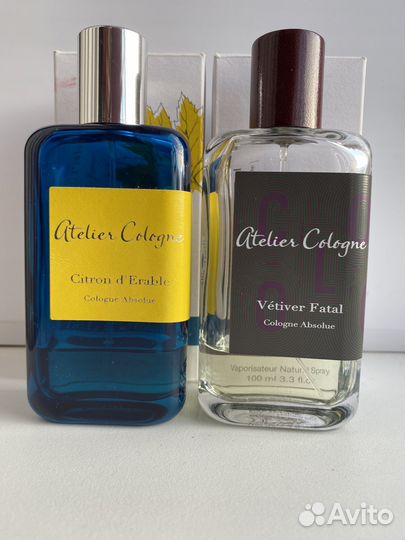 Atelier Cologne
Citron d'Erable
Cologne Absolue
Atelier Cologne
Vétiver Fatal
Cologne Absolue
Vaporisateur Natural Spray
100 ml 3.3 fl.
Avito